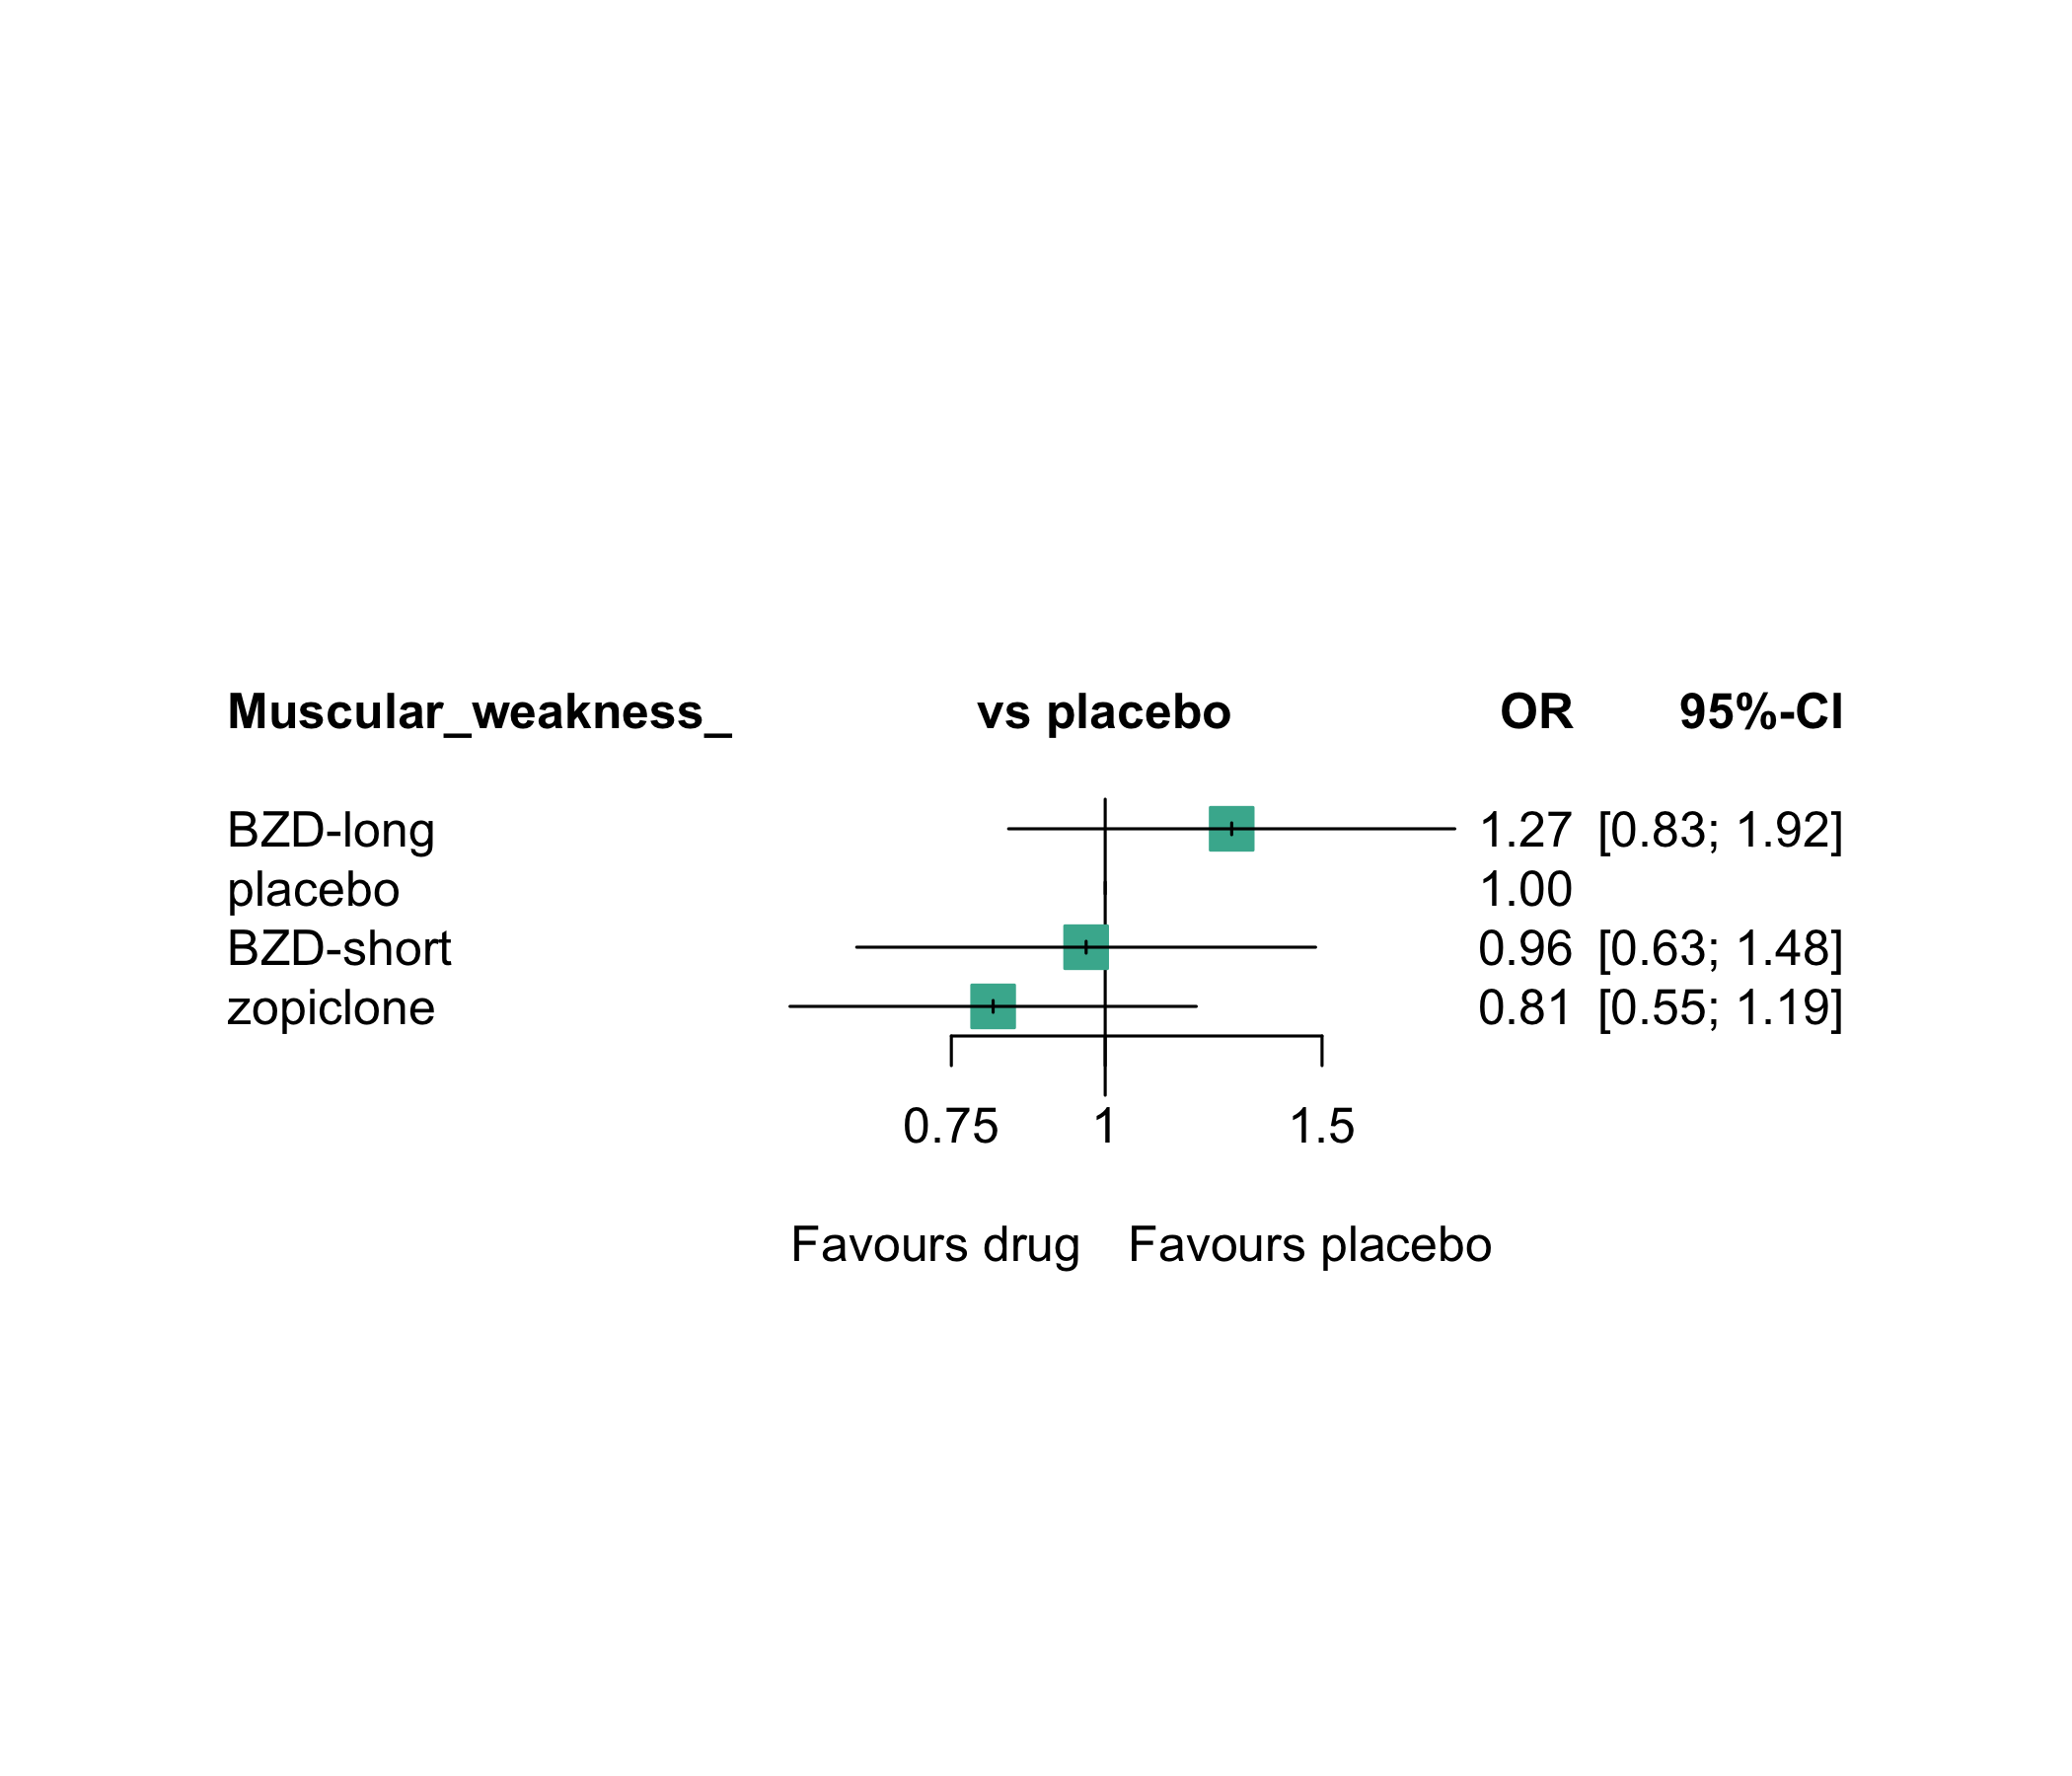 Muscular_weakness_ vs placebo OR 95%-CI
BZD-long 1.27 [0.83; 1.92]
placebo 1.00
BZD-short 0.96 [0.63; 1.48]
zopiclone 0.81 [0.55; 1.19]
0.75 1 1.5
Favours drug Favours placebo